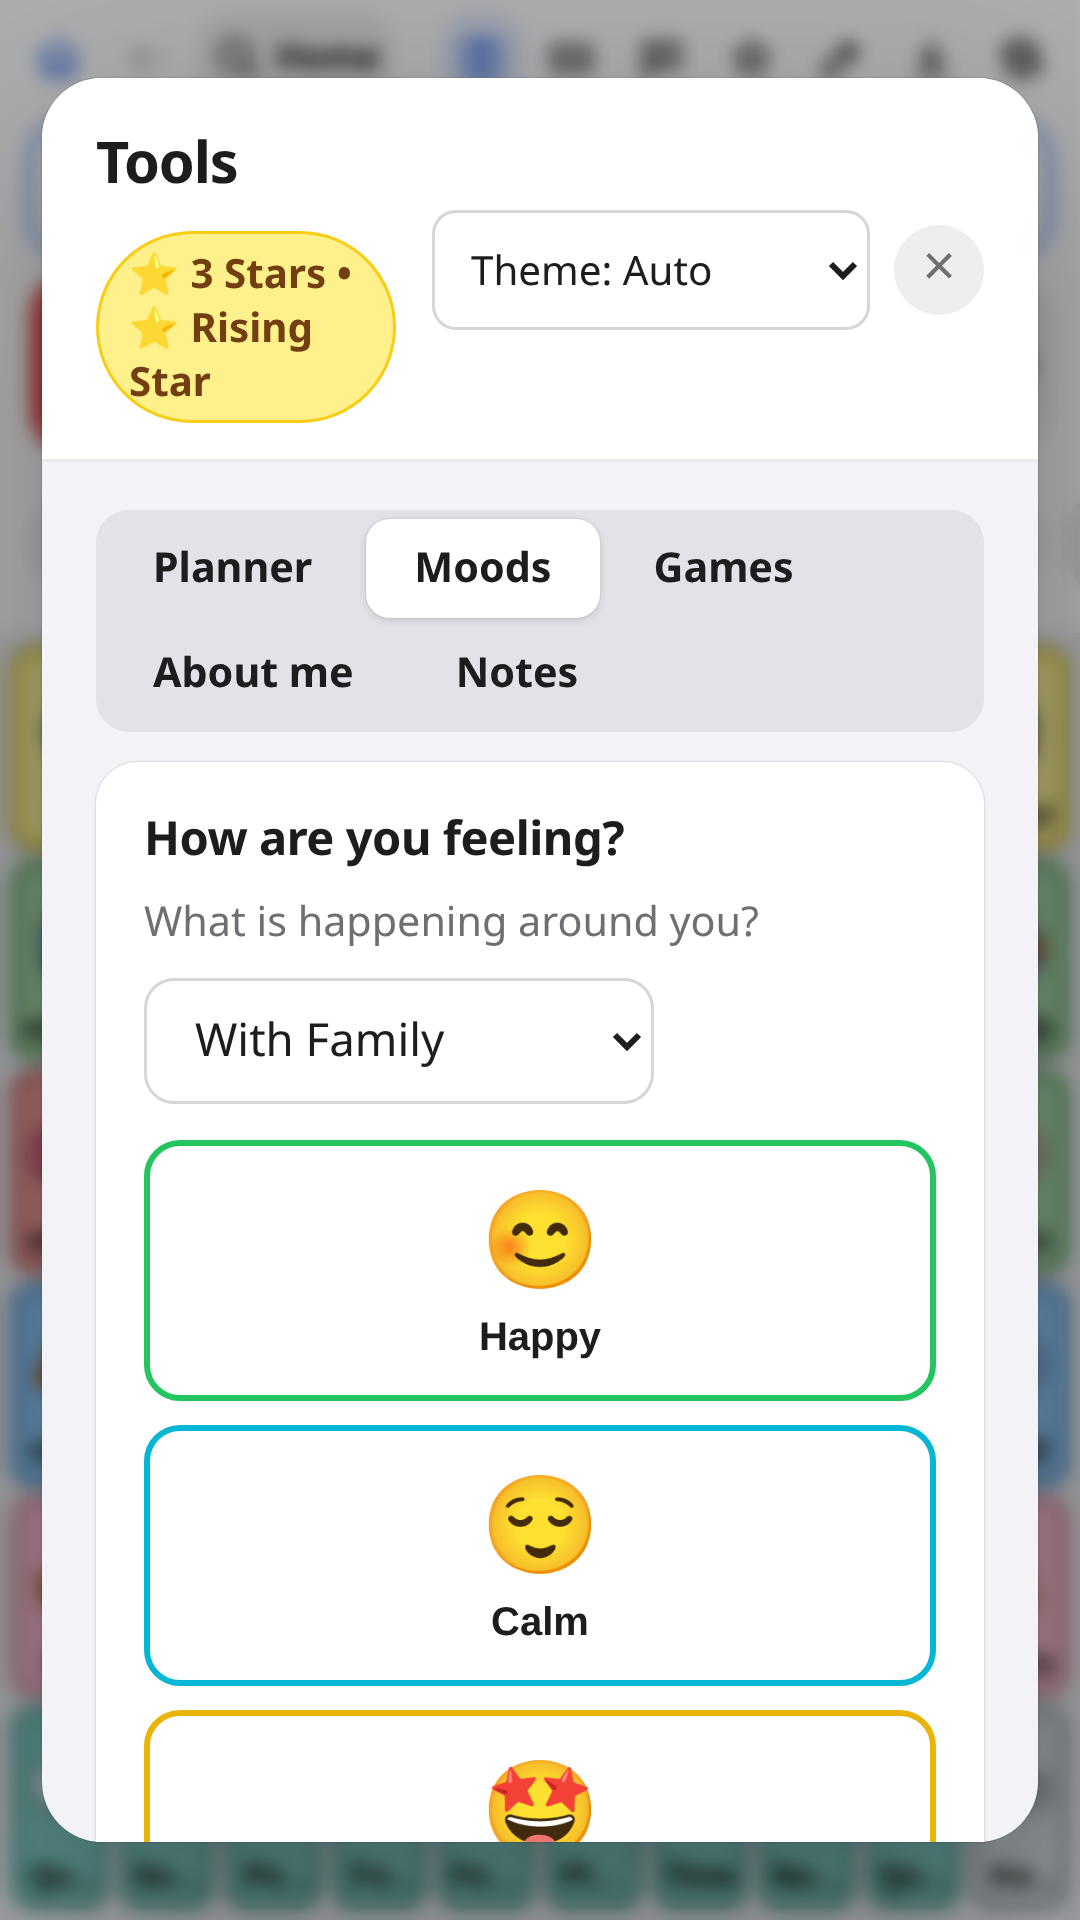 Home
Tools
⭐ 3 Stars •
⭐ Rising
Star
Theme: Auto
✕
Planner
Moods
Games
About me
Notes
How are you feeling?
What is happening around you?
With Family
Happy
Calm